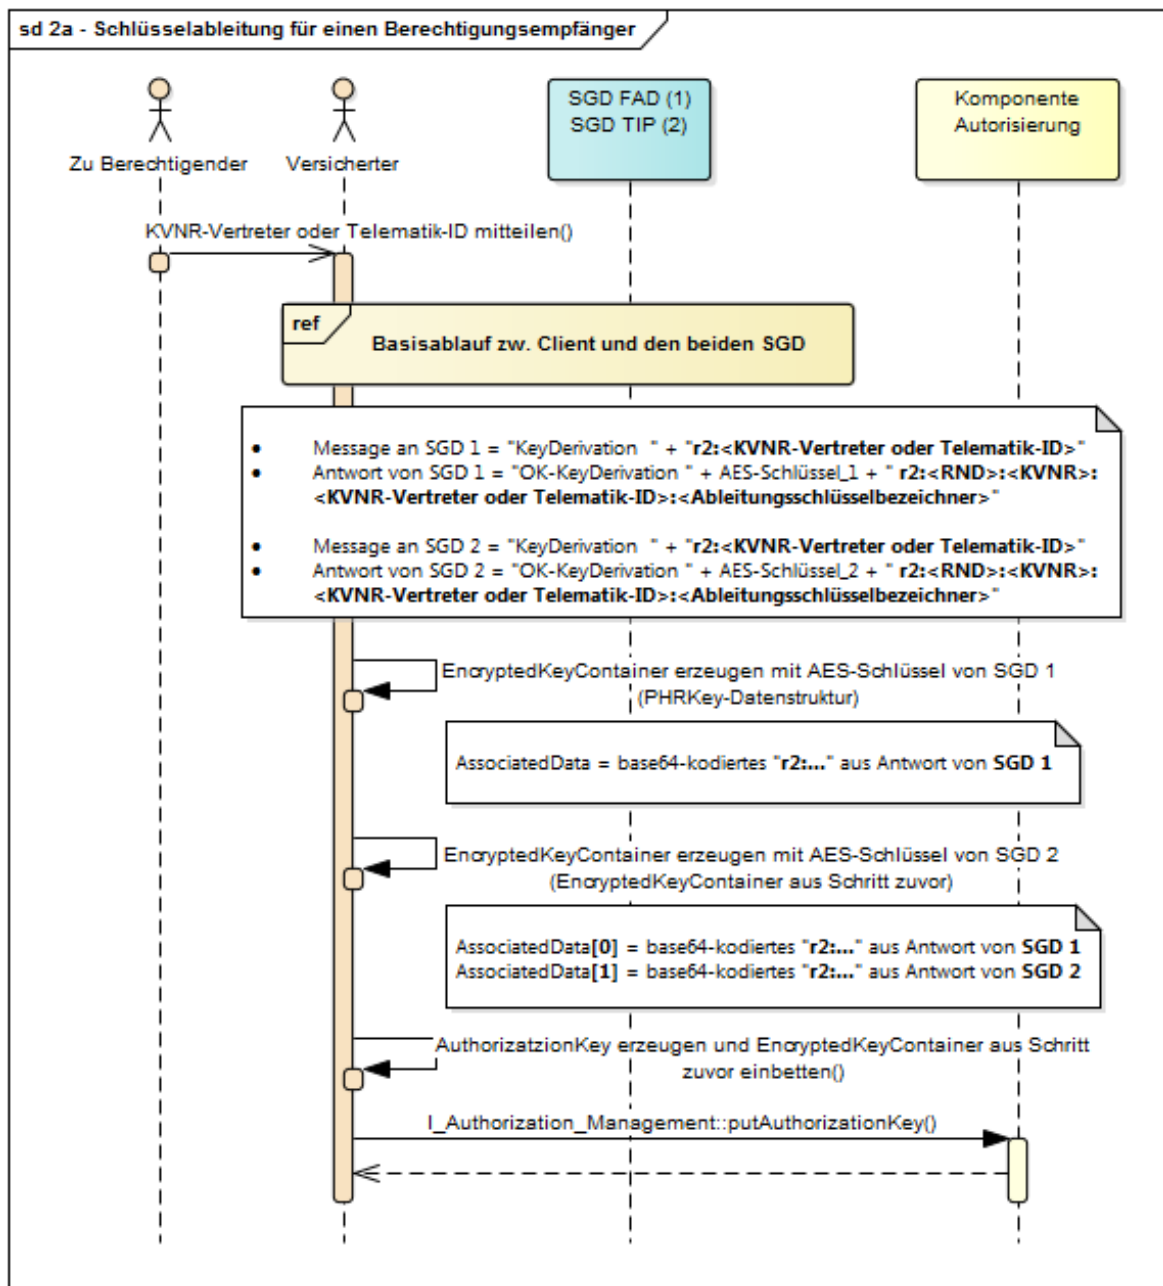 sd 2a - Schlüsselableitung für einen Berechtigungsempfänger
SGD FAD (1)
SGD TIP (2)
Komponente
Autorisierung
Zu Berechtigender
Versicherter
KVNR-Vertreter oder Telematik-ID mitteilen()
ref
Basisablauf zw. Client und den beiden SGD
• Message an SGD 1 = "KeyDerivation " + "r2:<KVNR-Vertreter oder Telematik-ID>"
• Antwort von SGD 1 = "OK-KeyDerivation " + AES-Schlüssel_1 + " r2:<RND>:<KVNR>:
<KVNR-Vertreter oder Telematik-ID>:<Ableitungsschlüsselbezeichner>"
• Message an SGD 2 = "KeyDerivation " + "r2:<KVNR-Vertreter oder Telematik-ID>"
• Antwort von SGD 2 = "OK-KeyDerivation " + AES-Schlüssel_2 + " r2:<RND>:<KVNR>:
<KVNR-Vertreter oder Telematik-ID>:<Ableitungsschlüsselbezeichner>"
EncryptedKeyContainer erzeugen mit AES-Schlüssel von SGD 1
(PHRKey-Datenstruktur)
AssociatedData = base64-kodiertes "r2:..." aus Antwort von SGD 1
EncryptedKeyContainer erzeugen mit AES-Schlüssel von SGD 2
(EncryptedKeyContainer aus Schritt zuvor)
AssociatedData[0] = base64-kodiertes "r2:..." aus Antwort von SGD 1
AssociatedData[1] = base64-kodiertes "r2:..." aus Antwort von SGD 2
AuthorizatzionKey erzeugen und EncryptedKeyContainer aus Schritt
zuvor einbetten()
I_Authorization_Management::putAuthorizationKey()